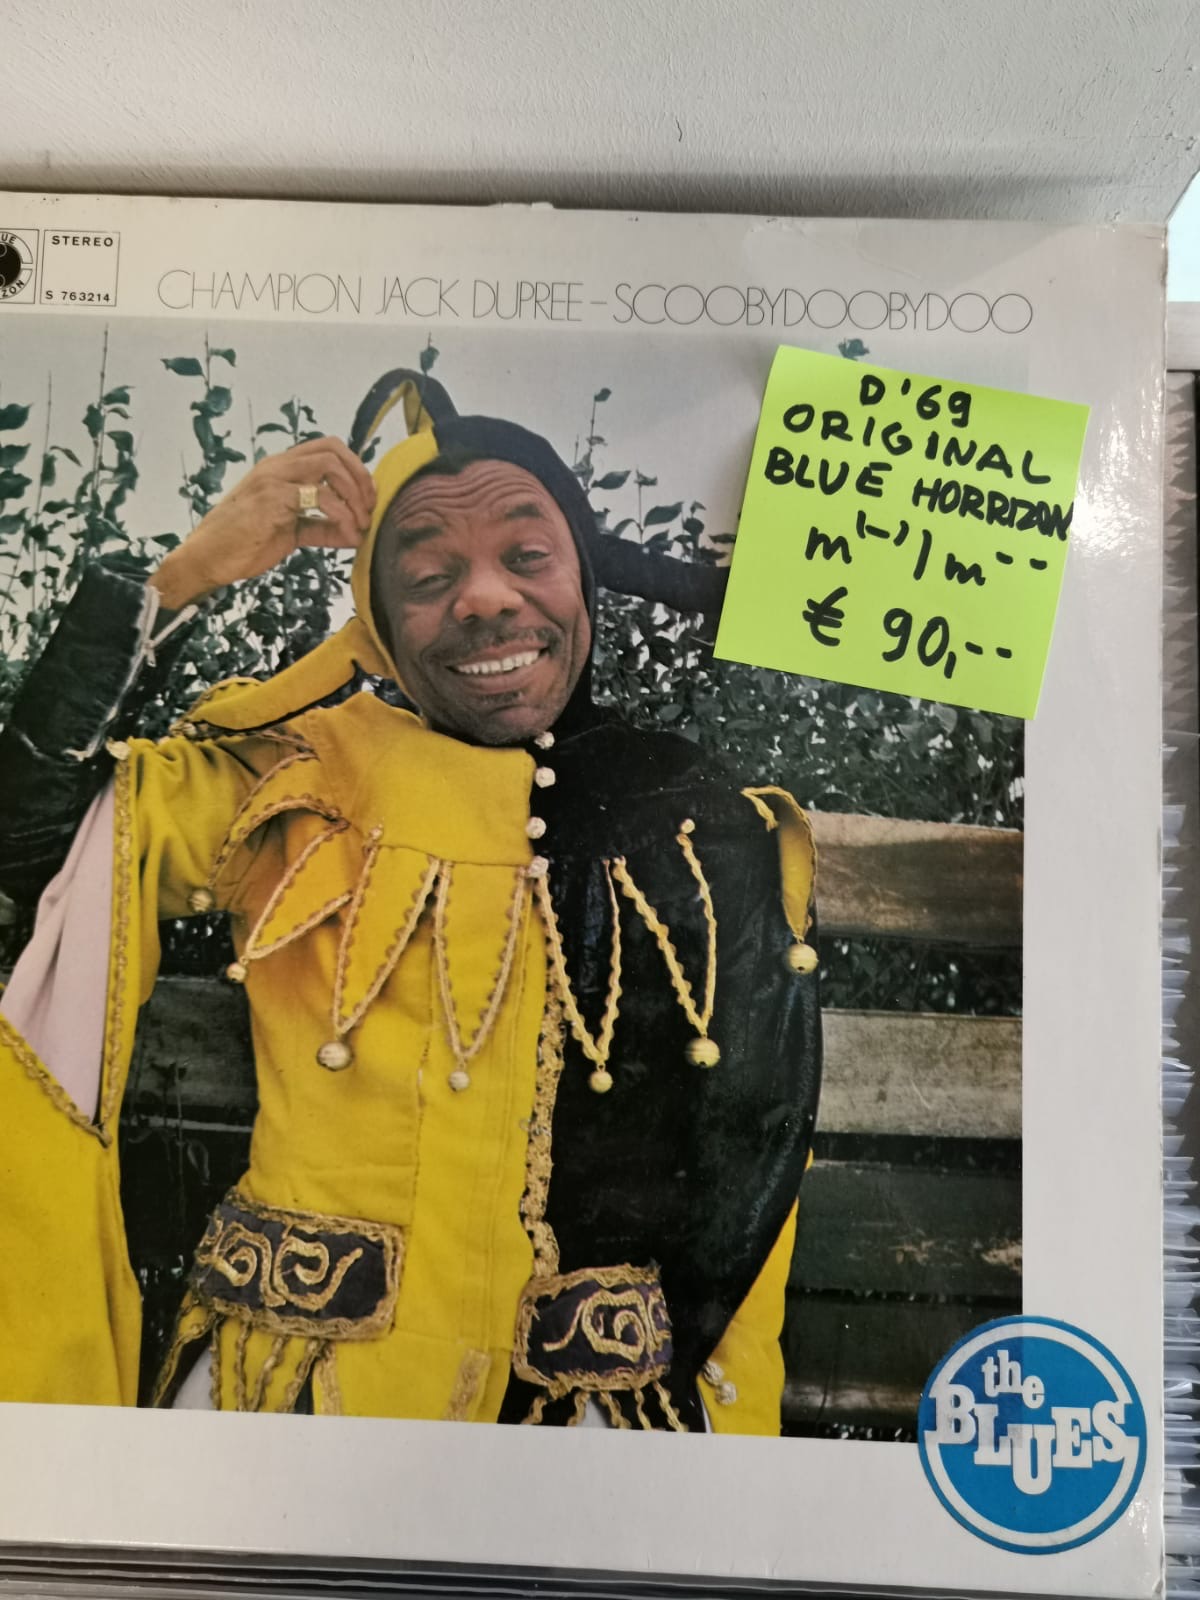 STEREO
S 763214
CHAMPION JACK DUPREE – SCOOBYDOOBYDOO
D'69
ORIGINAL
BLUE HORRIZON
m(-)/m--
€ 90,--
the
BLUES